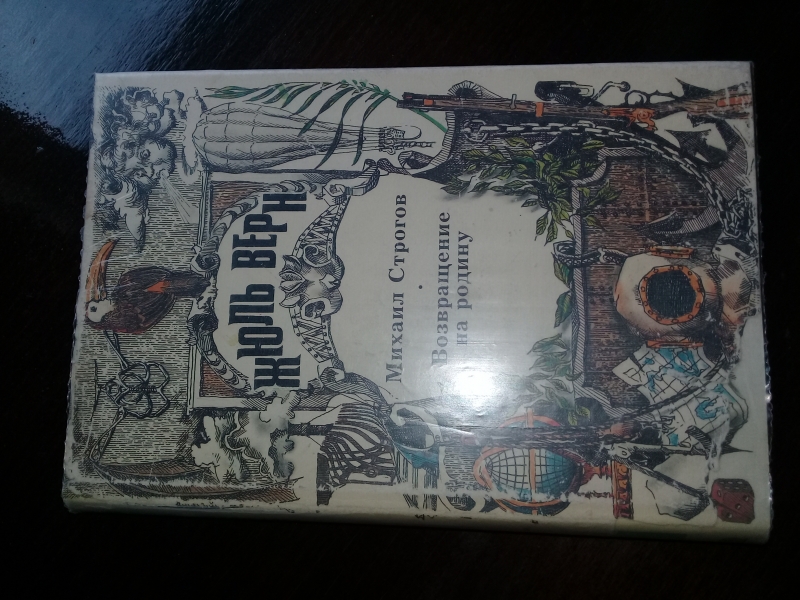 ЖЮЛЬ ВЕРН
Михаил Строгов
•
Возвращение
на родину